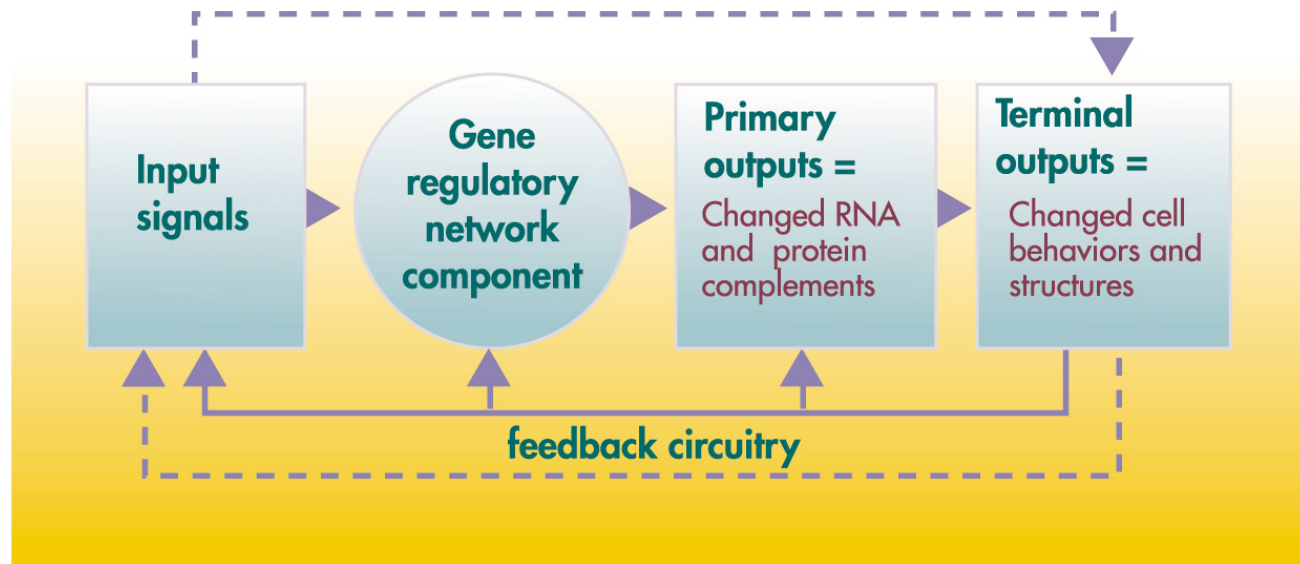 Input
signals
Gene
regulatory
network
component
Primary
outputs =
Changed RNA
and protein
complements
Terminal
outputs =
Changed cell
behaviors and
structures
feedback circuitry